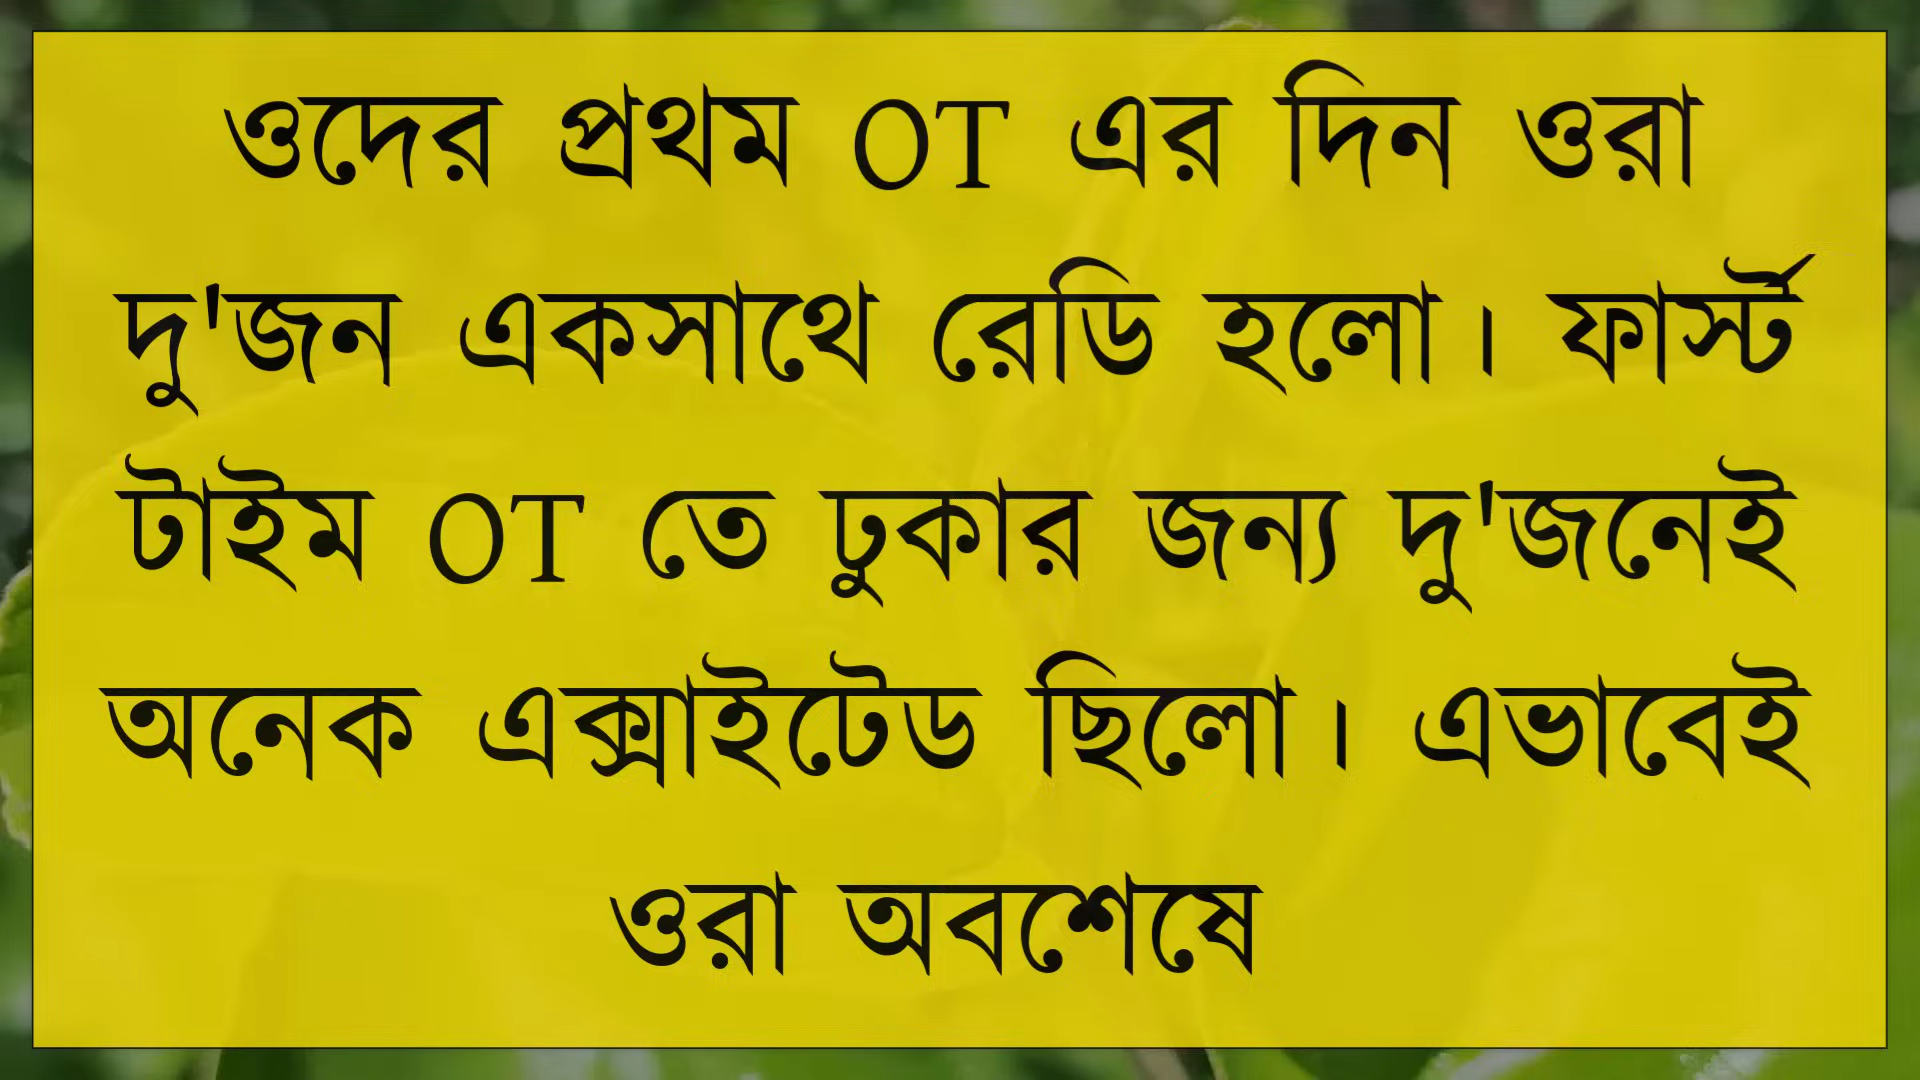 ওদের প্রথম OT এর দিন ওরা
দু'জন একসাথে রেডি হলো। ফার্স্ট
টাইম OT তে ঢুকার জন্য দু'জনেই
অনেক এক্সাইটেড ছিলো। এভাবেই
ওরা অবশেষে